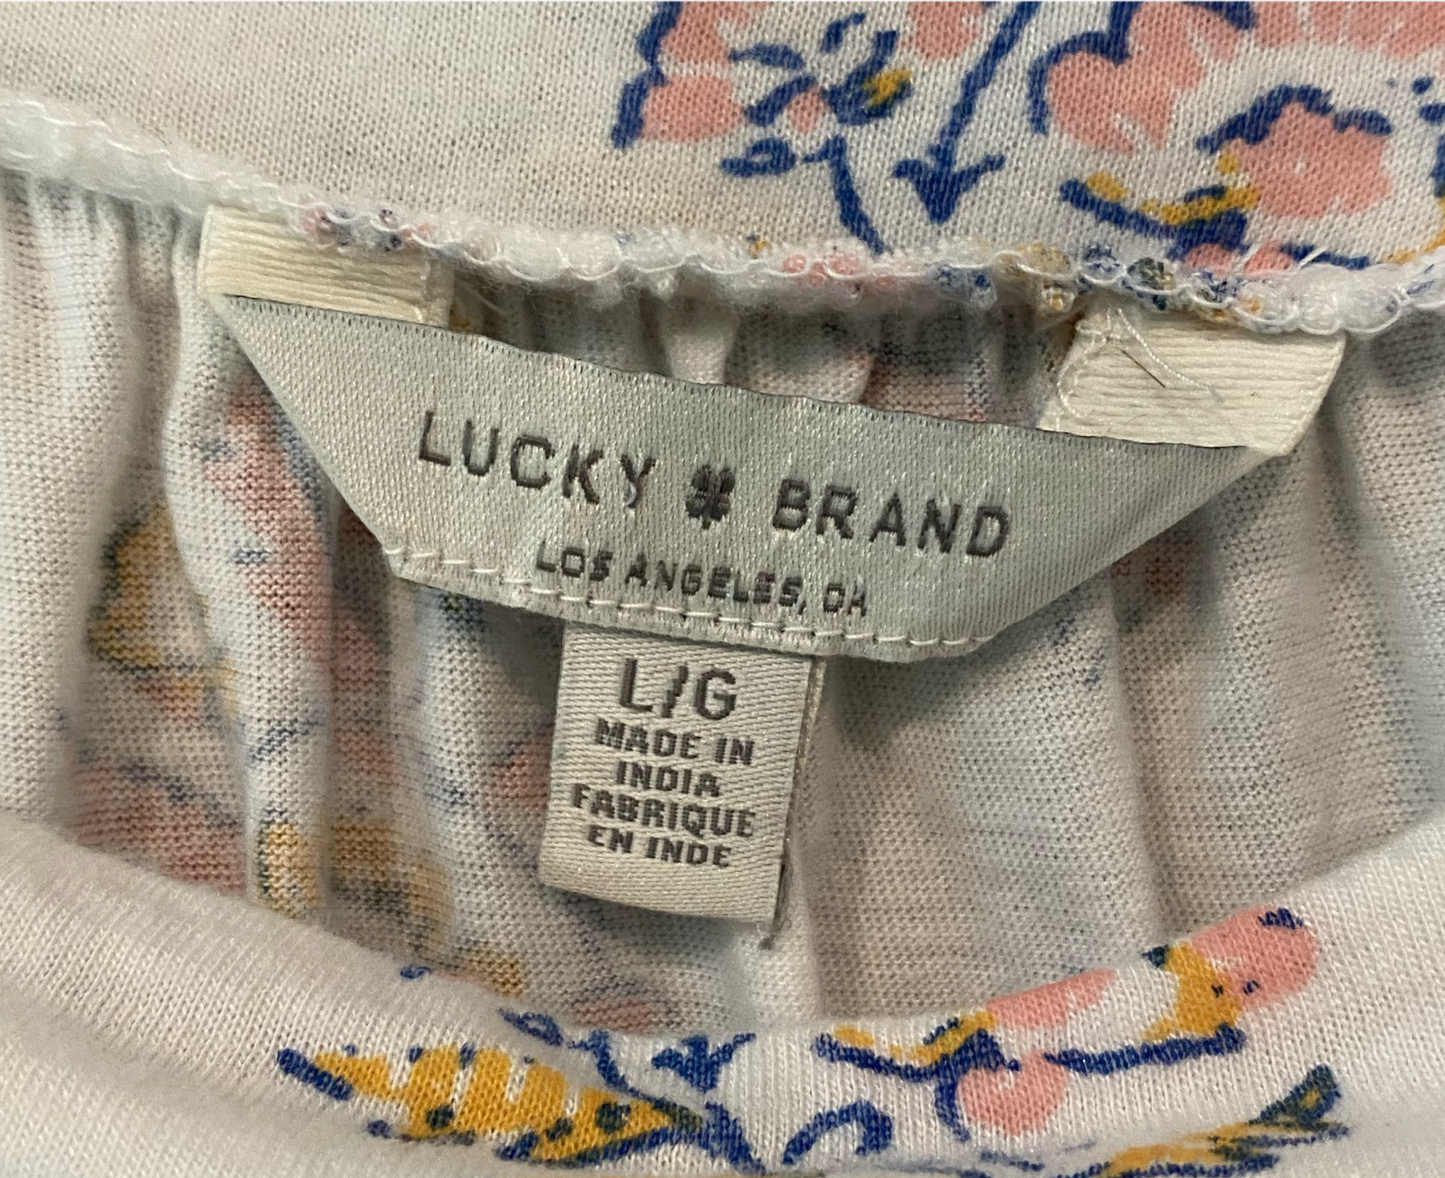 LUCKY BRAND
LOS ANGELES, CA
L/G
MADE IN
INDIA
FABRIQUE
EN INDE